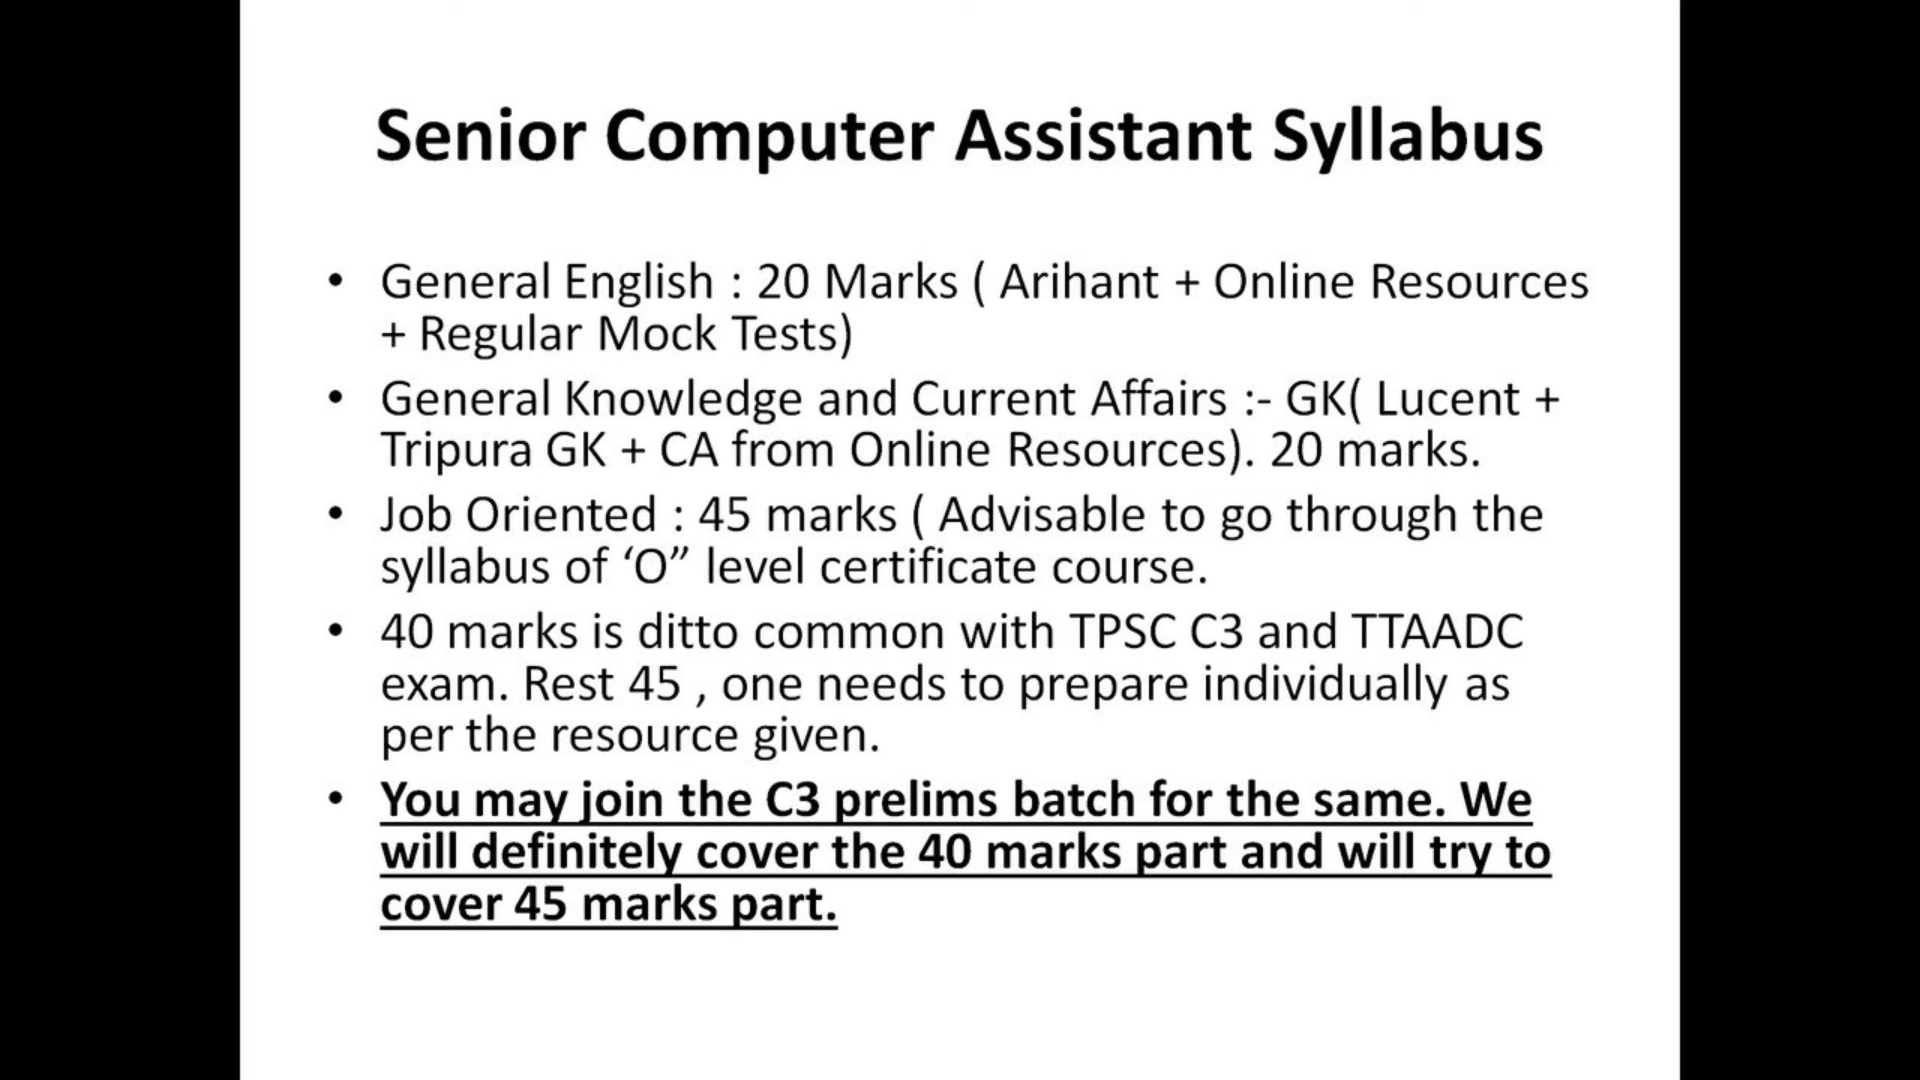 Senior Computer Assistant Syllabus
• General English : 20 Marks ( Arihant + Online Resources
+ Regular Mock Tests)
• General Knowledge and Current Affairs :- GK( Lucent +
Tripura GK + CA from Online Resources). 20 marks.
• Job Oriented : 45 marks ( Advisable to go through the
syllabus of ‘O” level certificate course.
• 40 marks is ditto common with TPSC C3 and TTAADC
exam. Rest 45 , one needs to prepare individually as
per the resource given.
• You may join the C3 prelims batch for the same. We
will definitely cover the 40 marks part and will try to
cover 45 marks part.